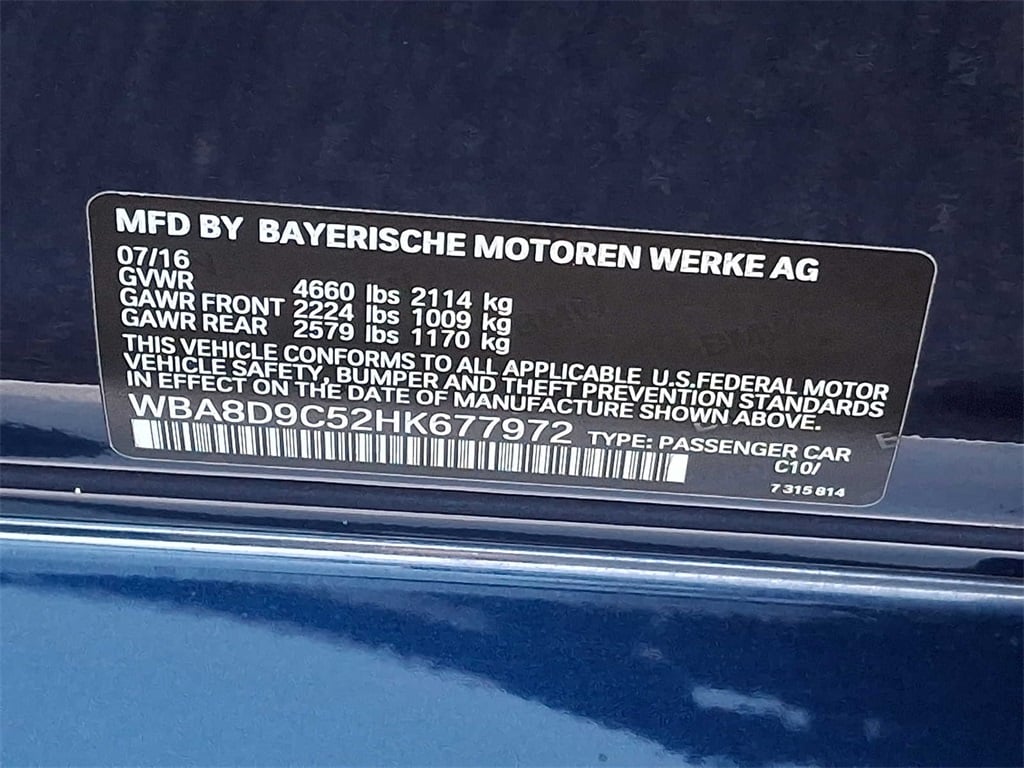 MFD BY BAYERISCHE MOTOREN WERKE AG
07/16
GVWR 4660 lbs 2114 kg
GAWR FRONT 2224 lbs 1009 kg
GAWR REAR 2579 lbs 1170 kg
THIS VEHICLE CONFORMS TO ALL APPLICABLE U.S.FEDERAL MOTOR
VEHICLE SAFETY, BUMPER AND THEFT PREVENTION STANDARDS
IN EFFECT ON THE DATE OF MANUFACTURE SHOWN ABOVE.
WBA8D9C52HK677972 TYPE: PASSENGER CAR
C10/
7 315 814